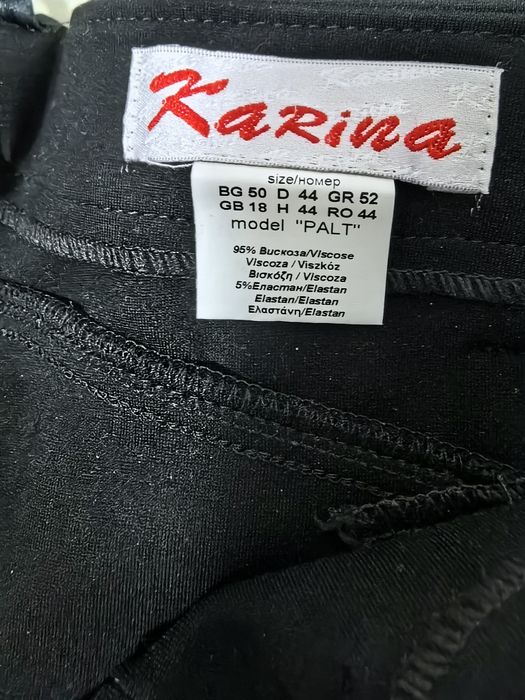 Karina
size/номер
BG 50 D 44 GR 52
GB 18 H 44 RO 44
model "PALT"
95% Вискоза/Viscose
Viscoza / Viszkóz
Βισκόζη / Viscoza
5%Еластан/Elastan
Elastan/Elastan
Ελαστάνη/Elastan